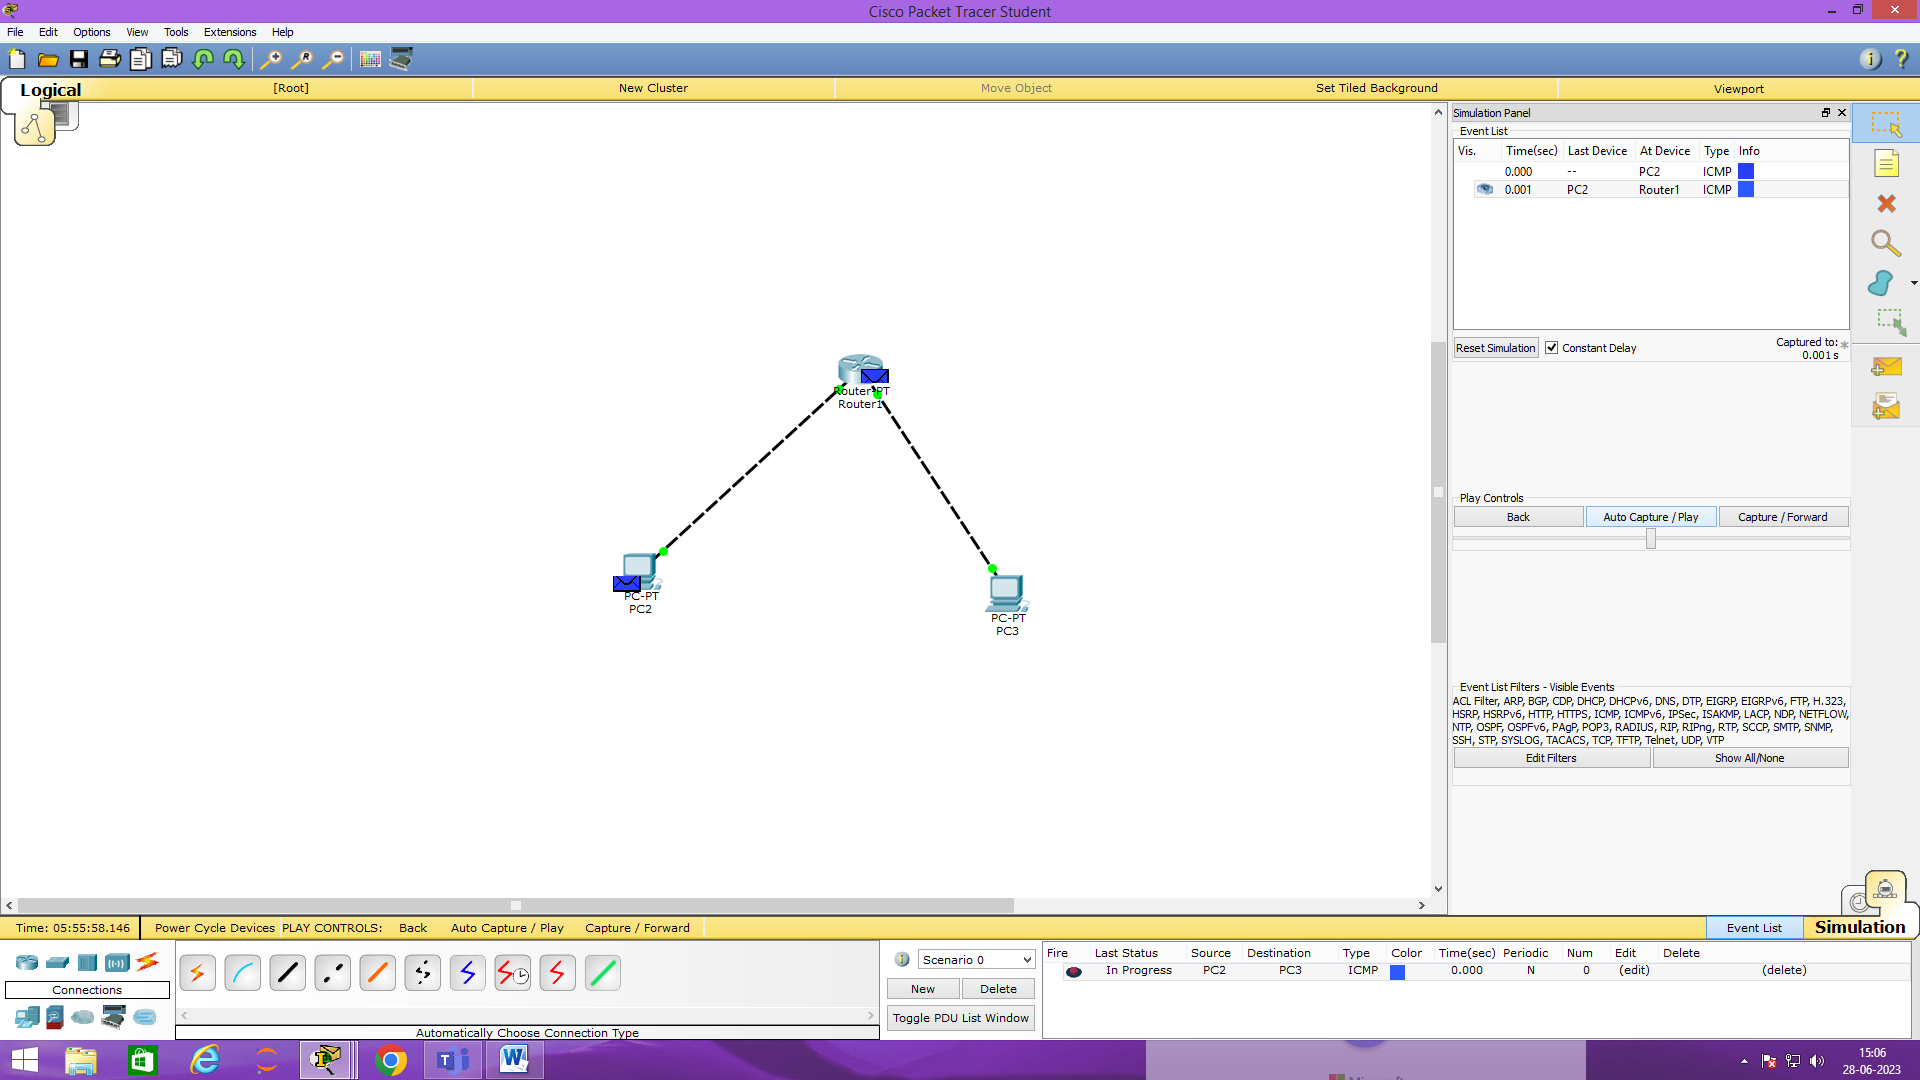 Cisco Packet Tracer Student
File Edit Options View Tools Extensions Help
Logical [Root] New Cluster Move Object Set Tiled Background Viewport
Simulation Panel
Event List
Vis. Time(sec) Last Device At Device Type Info
0.000 -- PC2 ICMP
0.001 PC2 Router1 ICMP
Reset Simulation Constant Delay Captured to: *
0.001 s
Router-PT
Router1
PC-PT
PC2
PC-PT
PC3
Play Controls
Back Auto Capture / Play Capture / Forward
Event List Filters - Visible Events
ACL Filter, ARP, BGP, CDP, DHCP, DHCPv6, DNS, DTP, EIGRP, EIGRPv6, FTP, H.323,
HSRP, HSRPv6, HTTP, HTTPS, ICMP, ICMPv6, IPSec, ISAKMP, LACP, NDP, NETFLOW,
NTP, OSPF, OSPFv6, PAgP, POP3, RADIUS, RIP, RIPng, RTP, SCCP, SMTP, SNMP,
SSH, STP, SYSLOG, TACACS, TCP, TFTP, Telnet, UDP, VTP
Edit Filters Show All/None
Time: 05:55:58.146 Power Cycle Devices PLAY CONTROLS: Back Auto Capture / Play Capture / Forward Event List Simulation
Connections
Automatically Choose Connection Type
Scenario 0
New Delete
Toggle PDU List Window
Fire Last Status Source Destination Type Color Time(sec) Periodic Num Edit Delete
In Progress PC2 PC3 ICMP 0.000 N 0 (edit) (delete)
15:06
28-06-2023